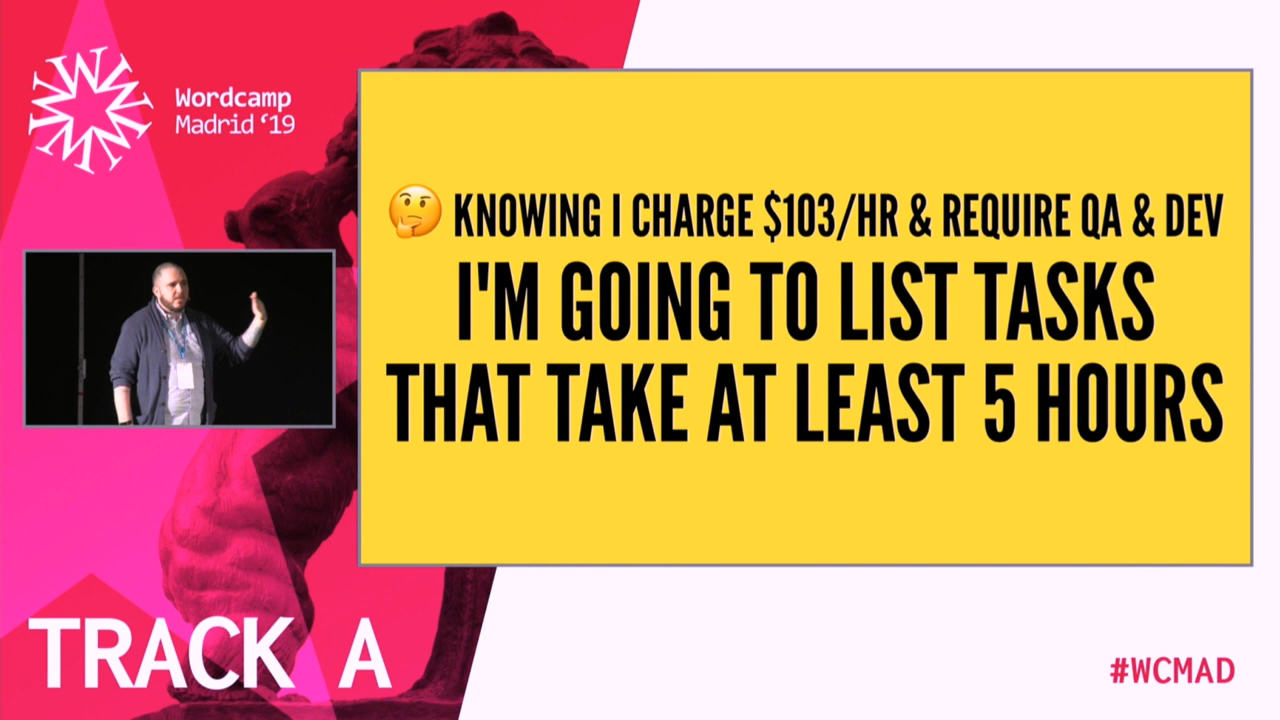 Wordcamp
Madrid ‘19
🤔 KNOWING I CHARGE $103/HR & REQUIRE QA & DEV
I'M GOING TO LIST TASKS
THAT TAKE AT LEAST 5 HOURS
TRACK A
#WCMAD